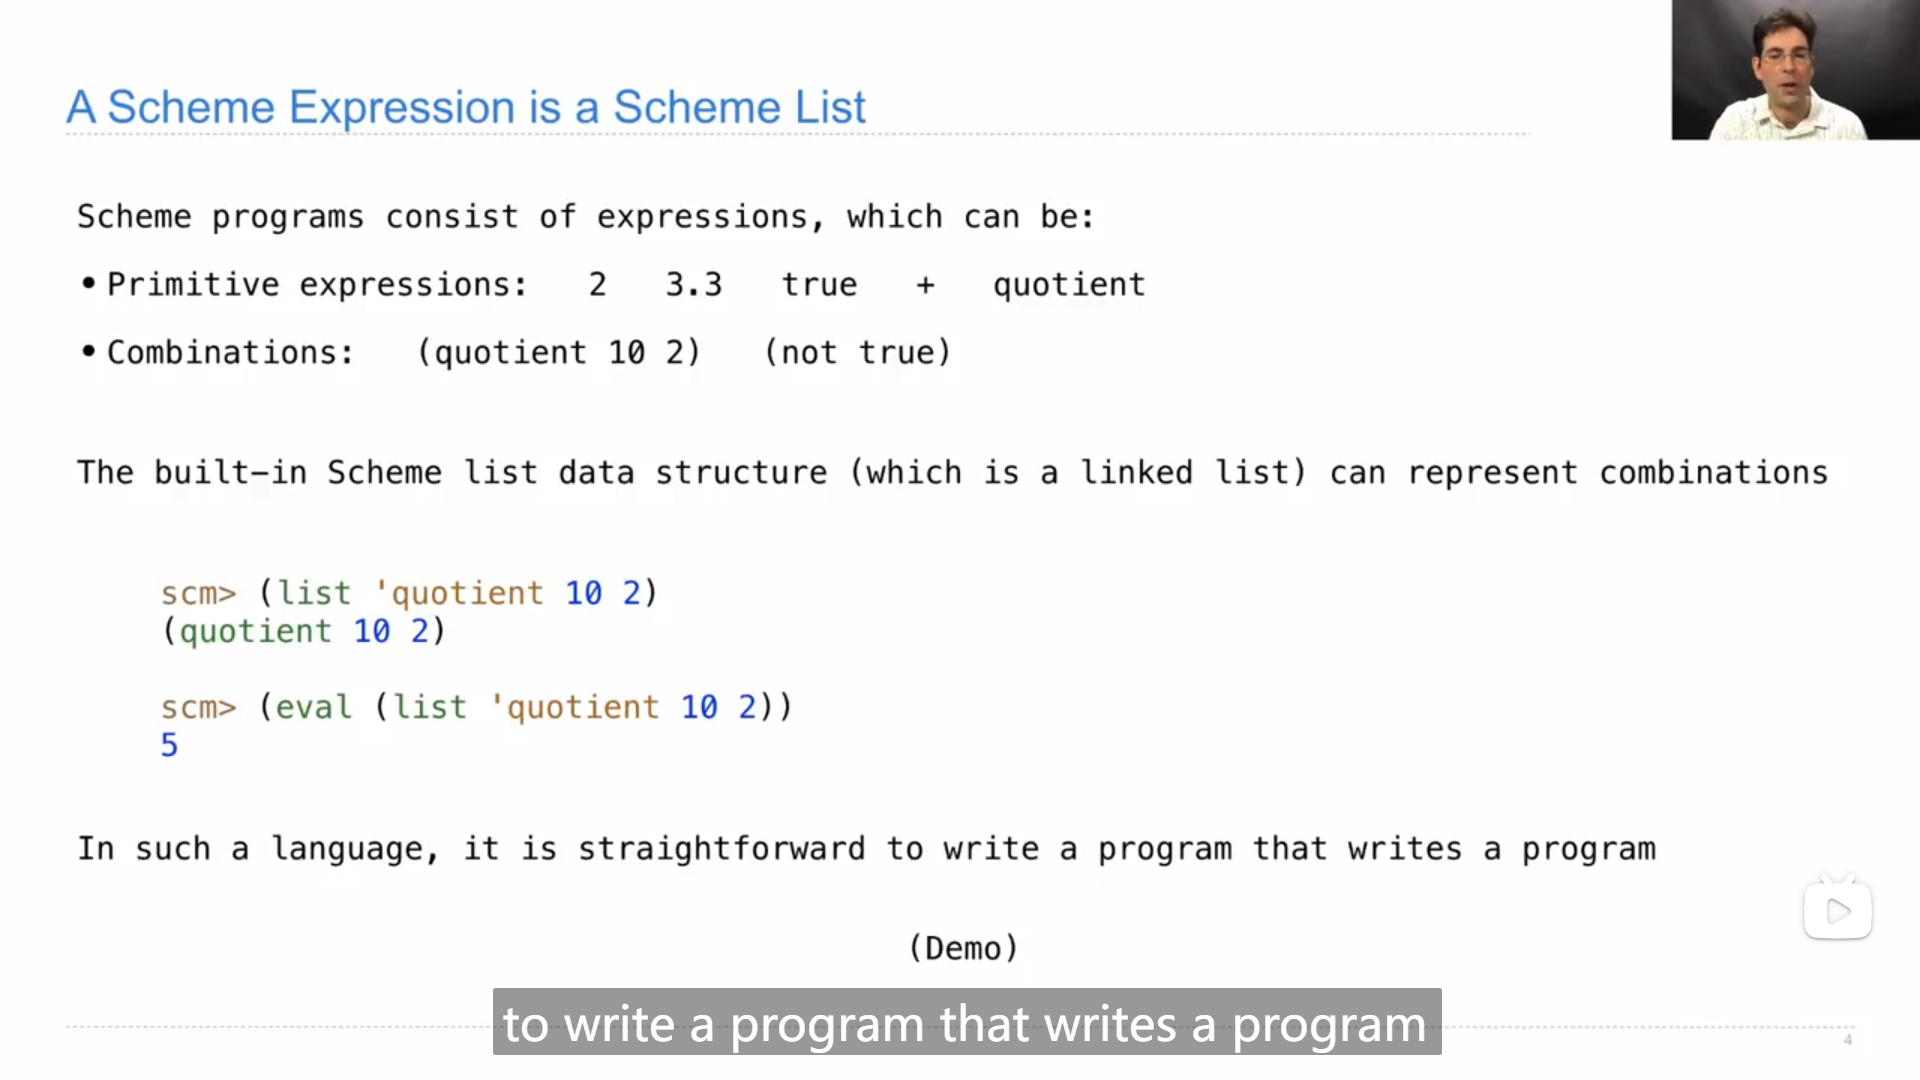 A Scheme Expression is a Scheme List
Scheme programs consist of expressions, which can be:
• Primitive expressions: 2 3.3 true + quotient
• Combinations: (quotient 10 2) (not true)
The built-in Scheme list data structure (which is a linked list) can represent combinations
scm> (list 'quotient 10 2)
(quotient 10 2)
scm> (eval (list 'quotient 10 2))
5
In such a language, it is straightforward to write a program that writes a program
(Demo)
to write a program that writes a program
4